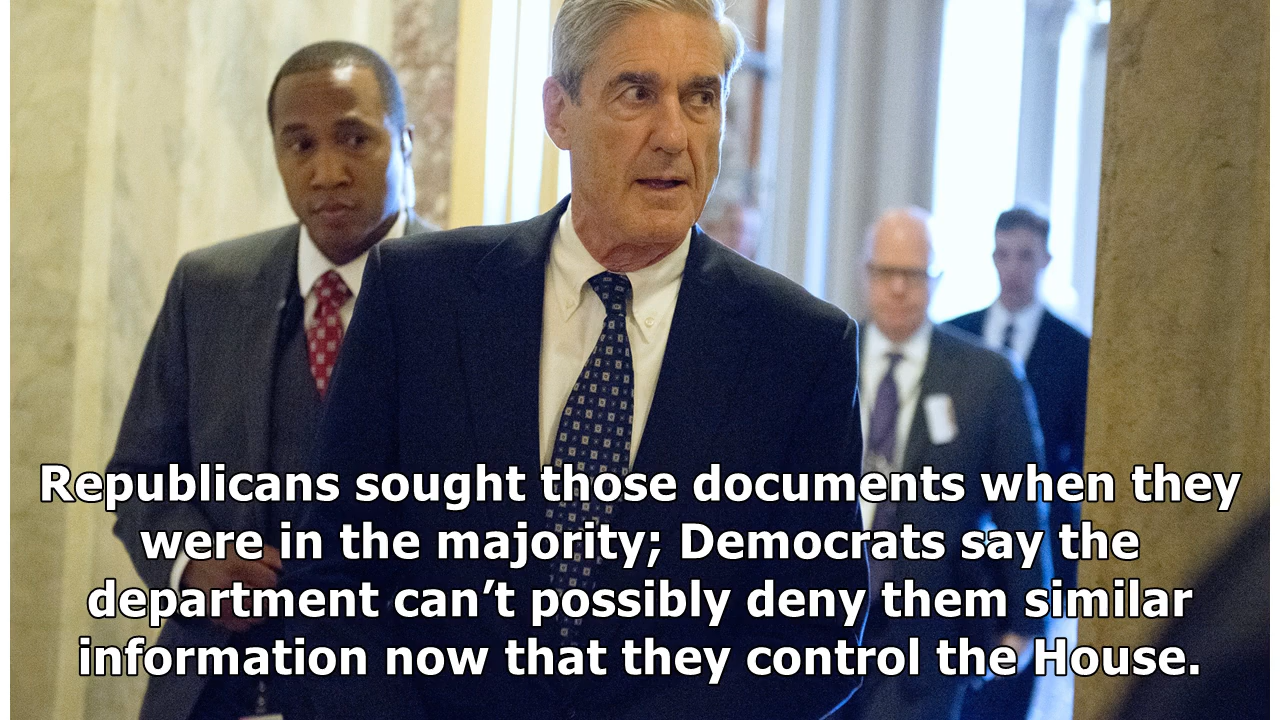 Republicans sought those documents when they
were in the majority; Democrats say the
department can’t possibly deny them similar
information now that they control the House.